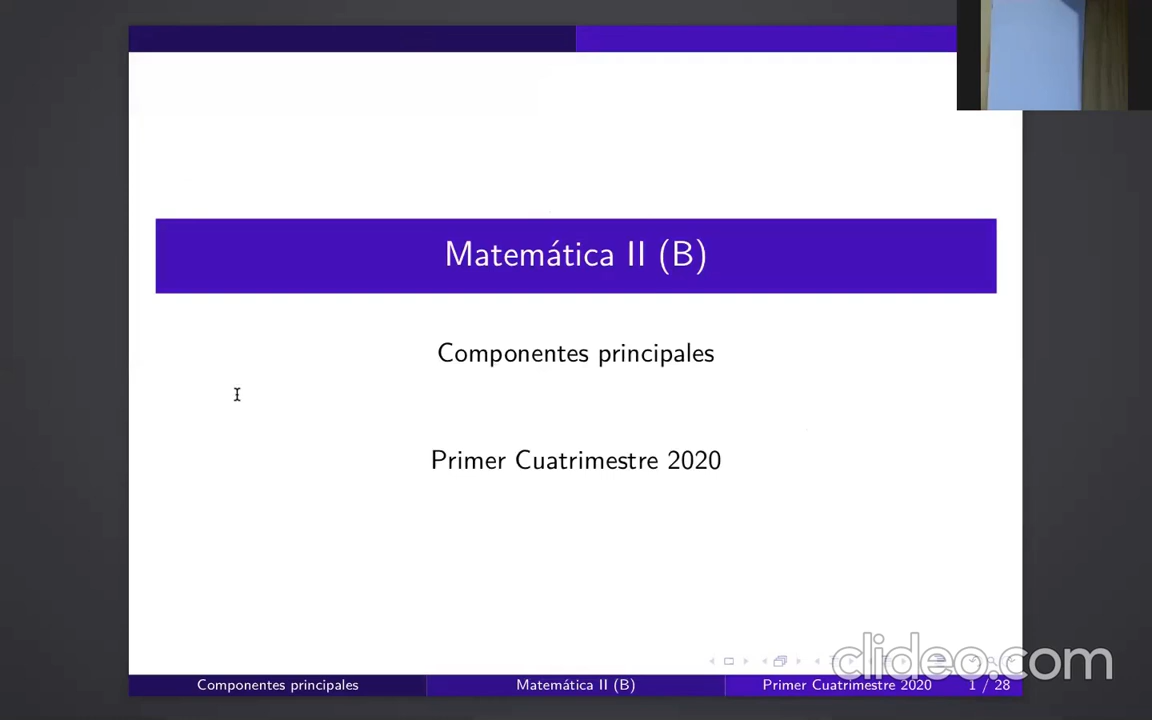 Matemática II (B)
Componentes principales
Primer Cuatrimestre 2020
clideo.com
Componentes principales
Matemática II (B)
Primer Cuatrimestre 2020
1 / 28